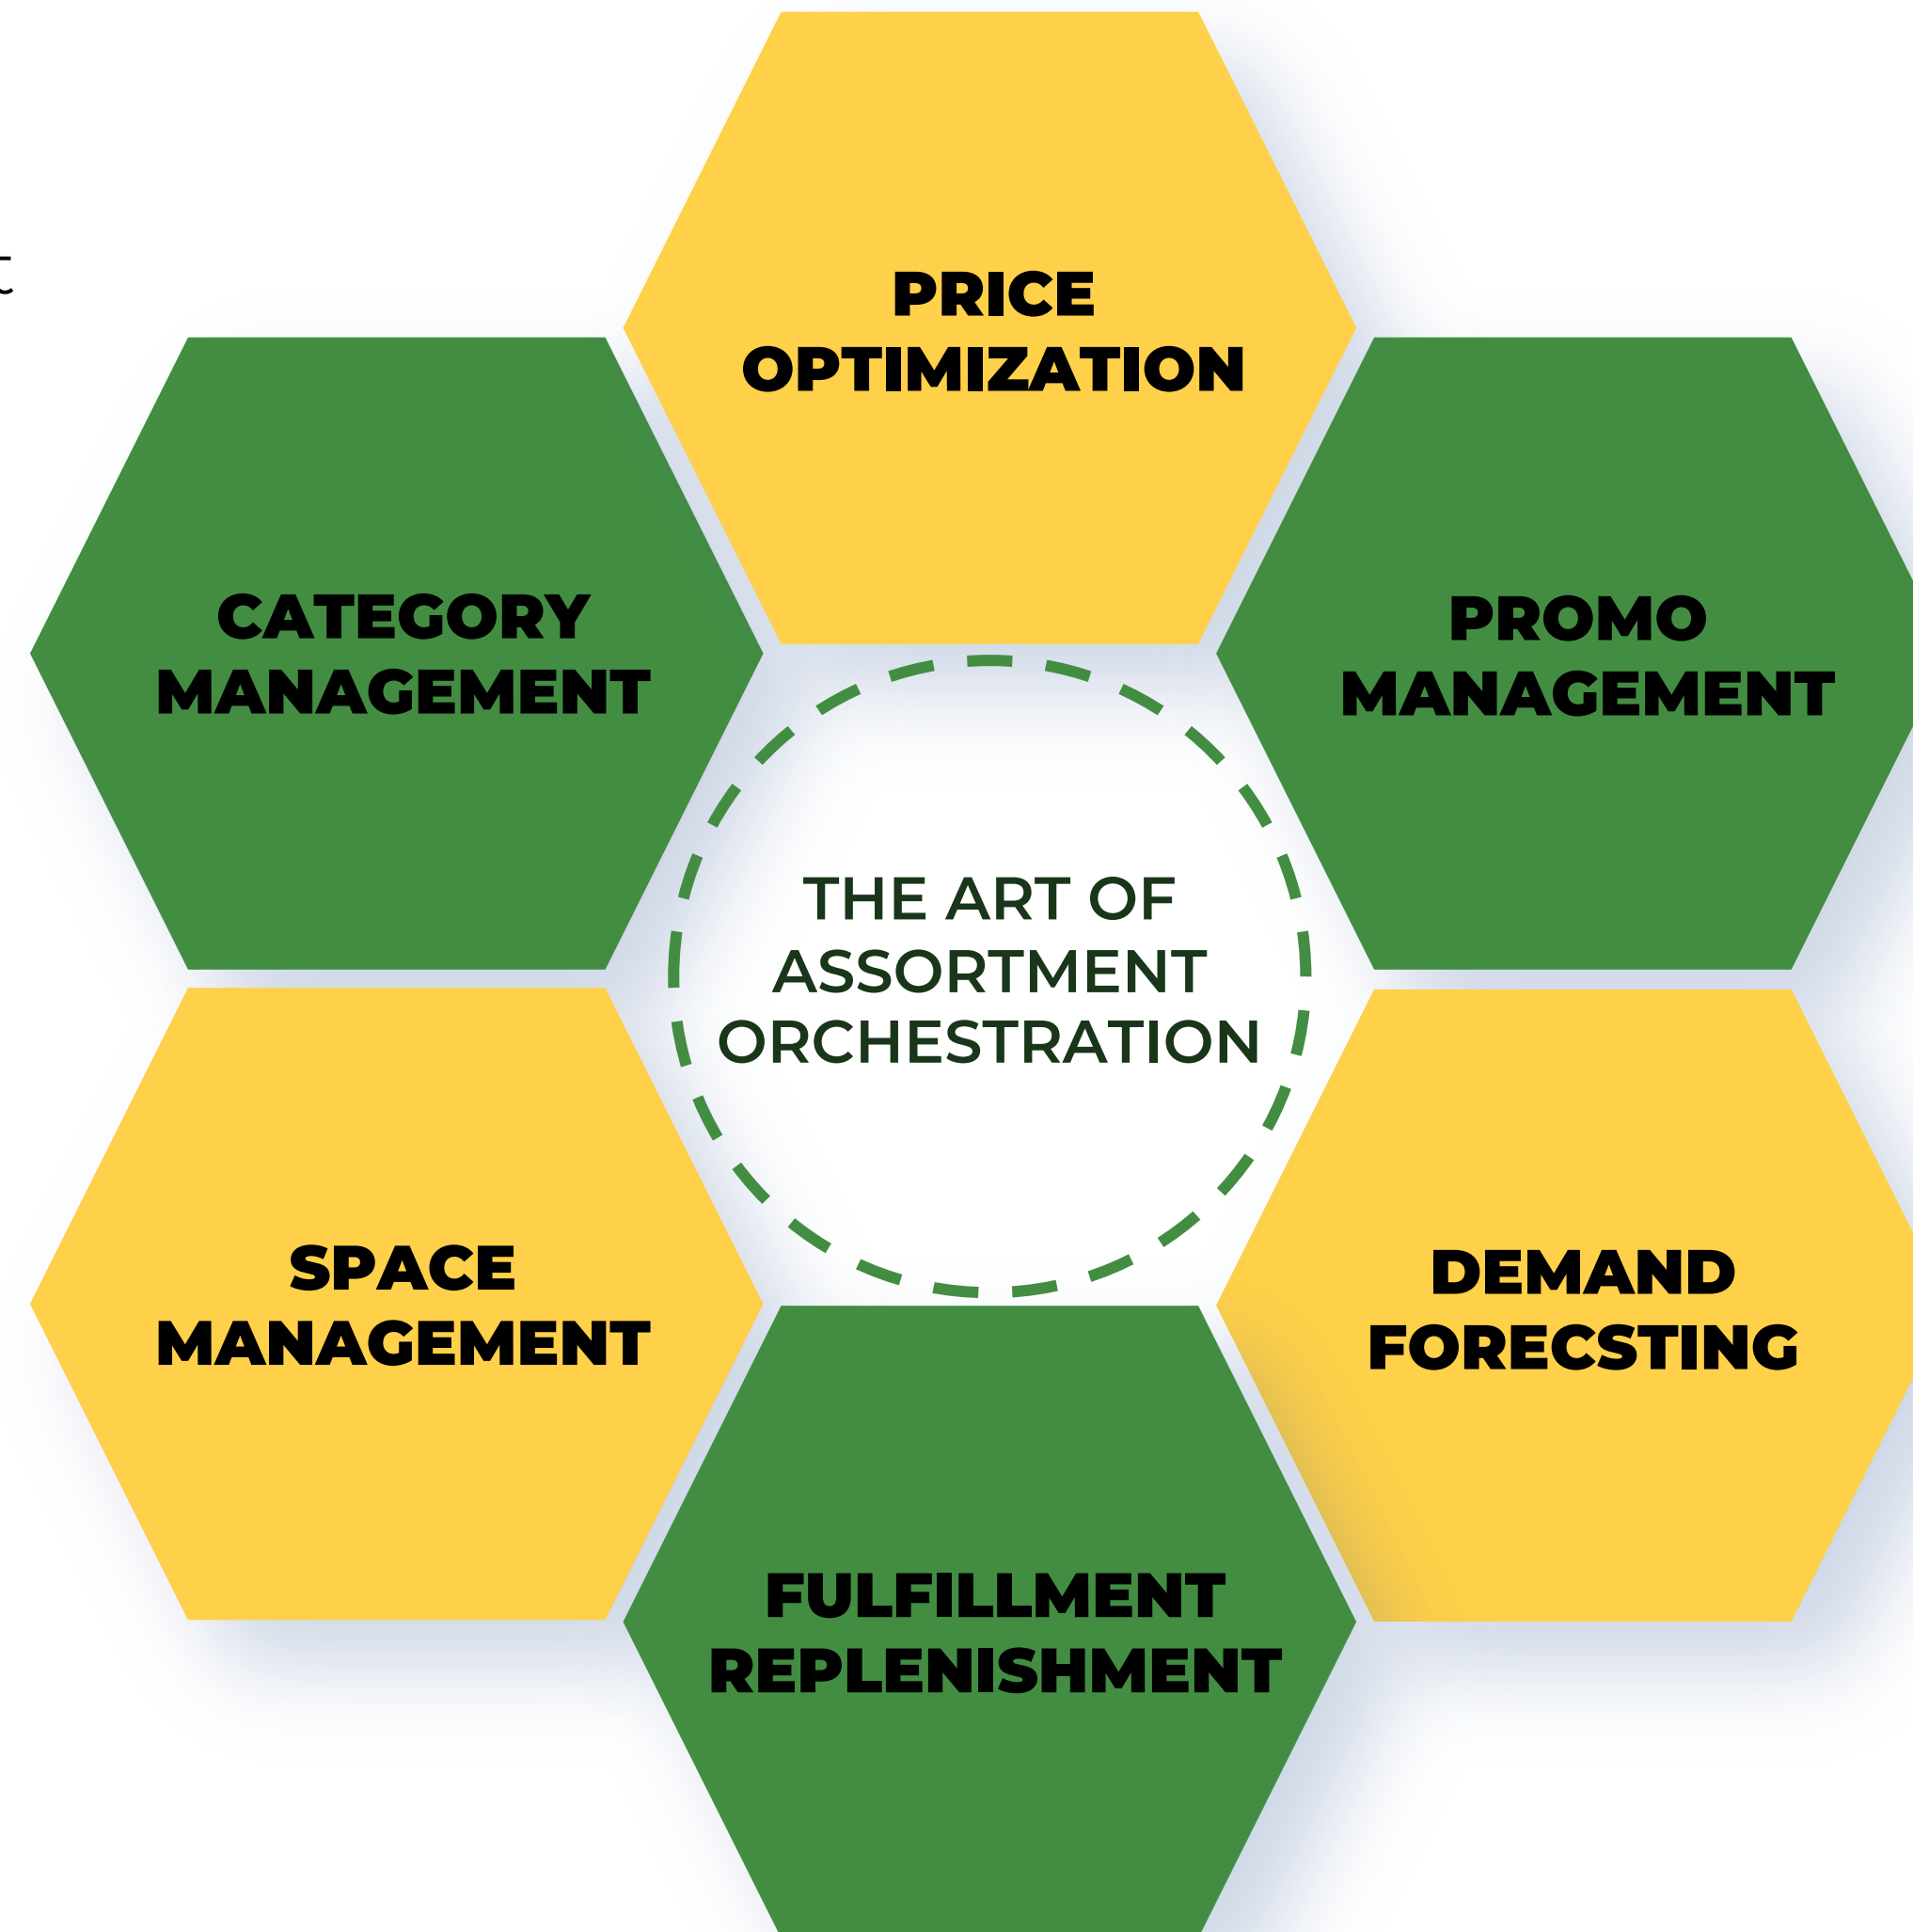 t
PRICE
OPTIMIZATION
CATEGORY
MANAGEMENT
PROMO
MANAGEMENT
THE ART OF
ASSORTMENT
ORCHESTRATION
SPACE
MANAGEMENT
DEMAND
FORECSTING
FULFILLMENT
REPLENISHMENT